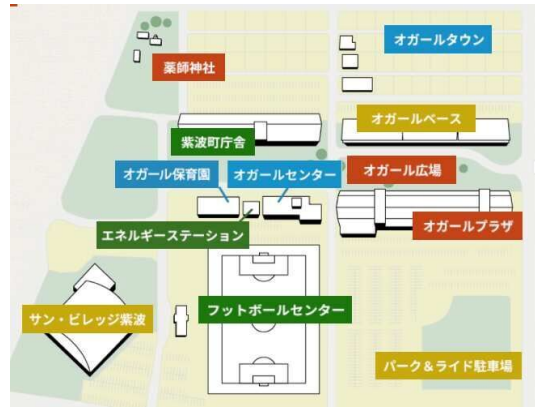 オガールタウン
薬師神社
オガールベース
紫波町庁舎
オガール保育園
オガールセンター
オガール広場
エネルギーステーション
オガールプラザ
サン・ビレッジ紫波
フットボールセンター
パーク＆ライド駐車場